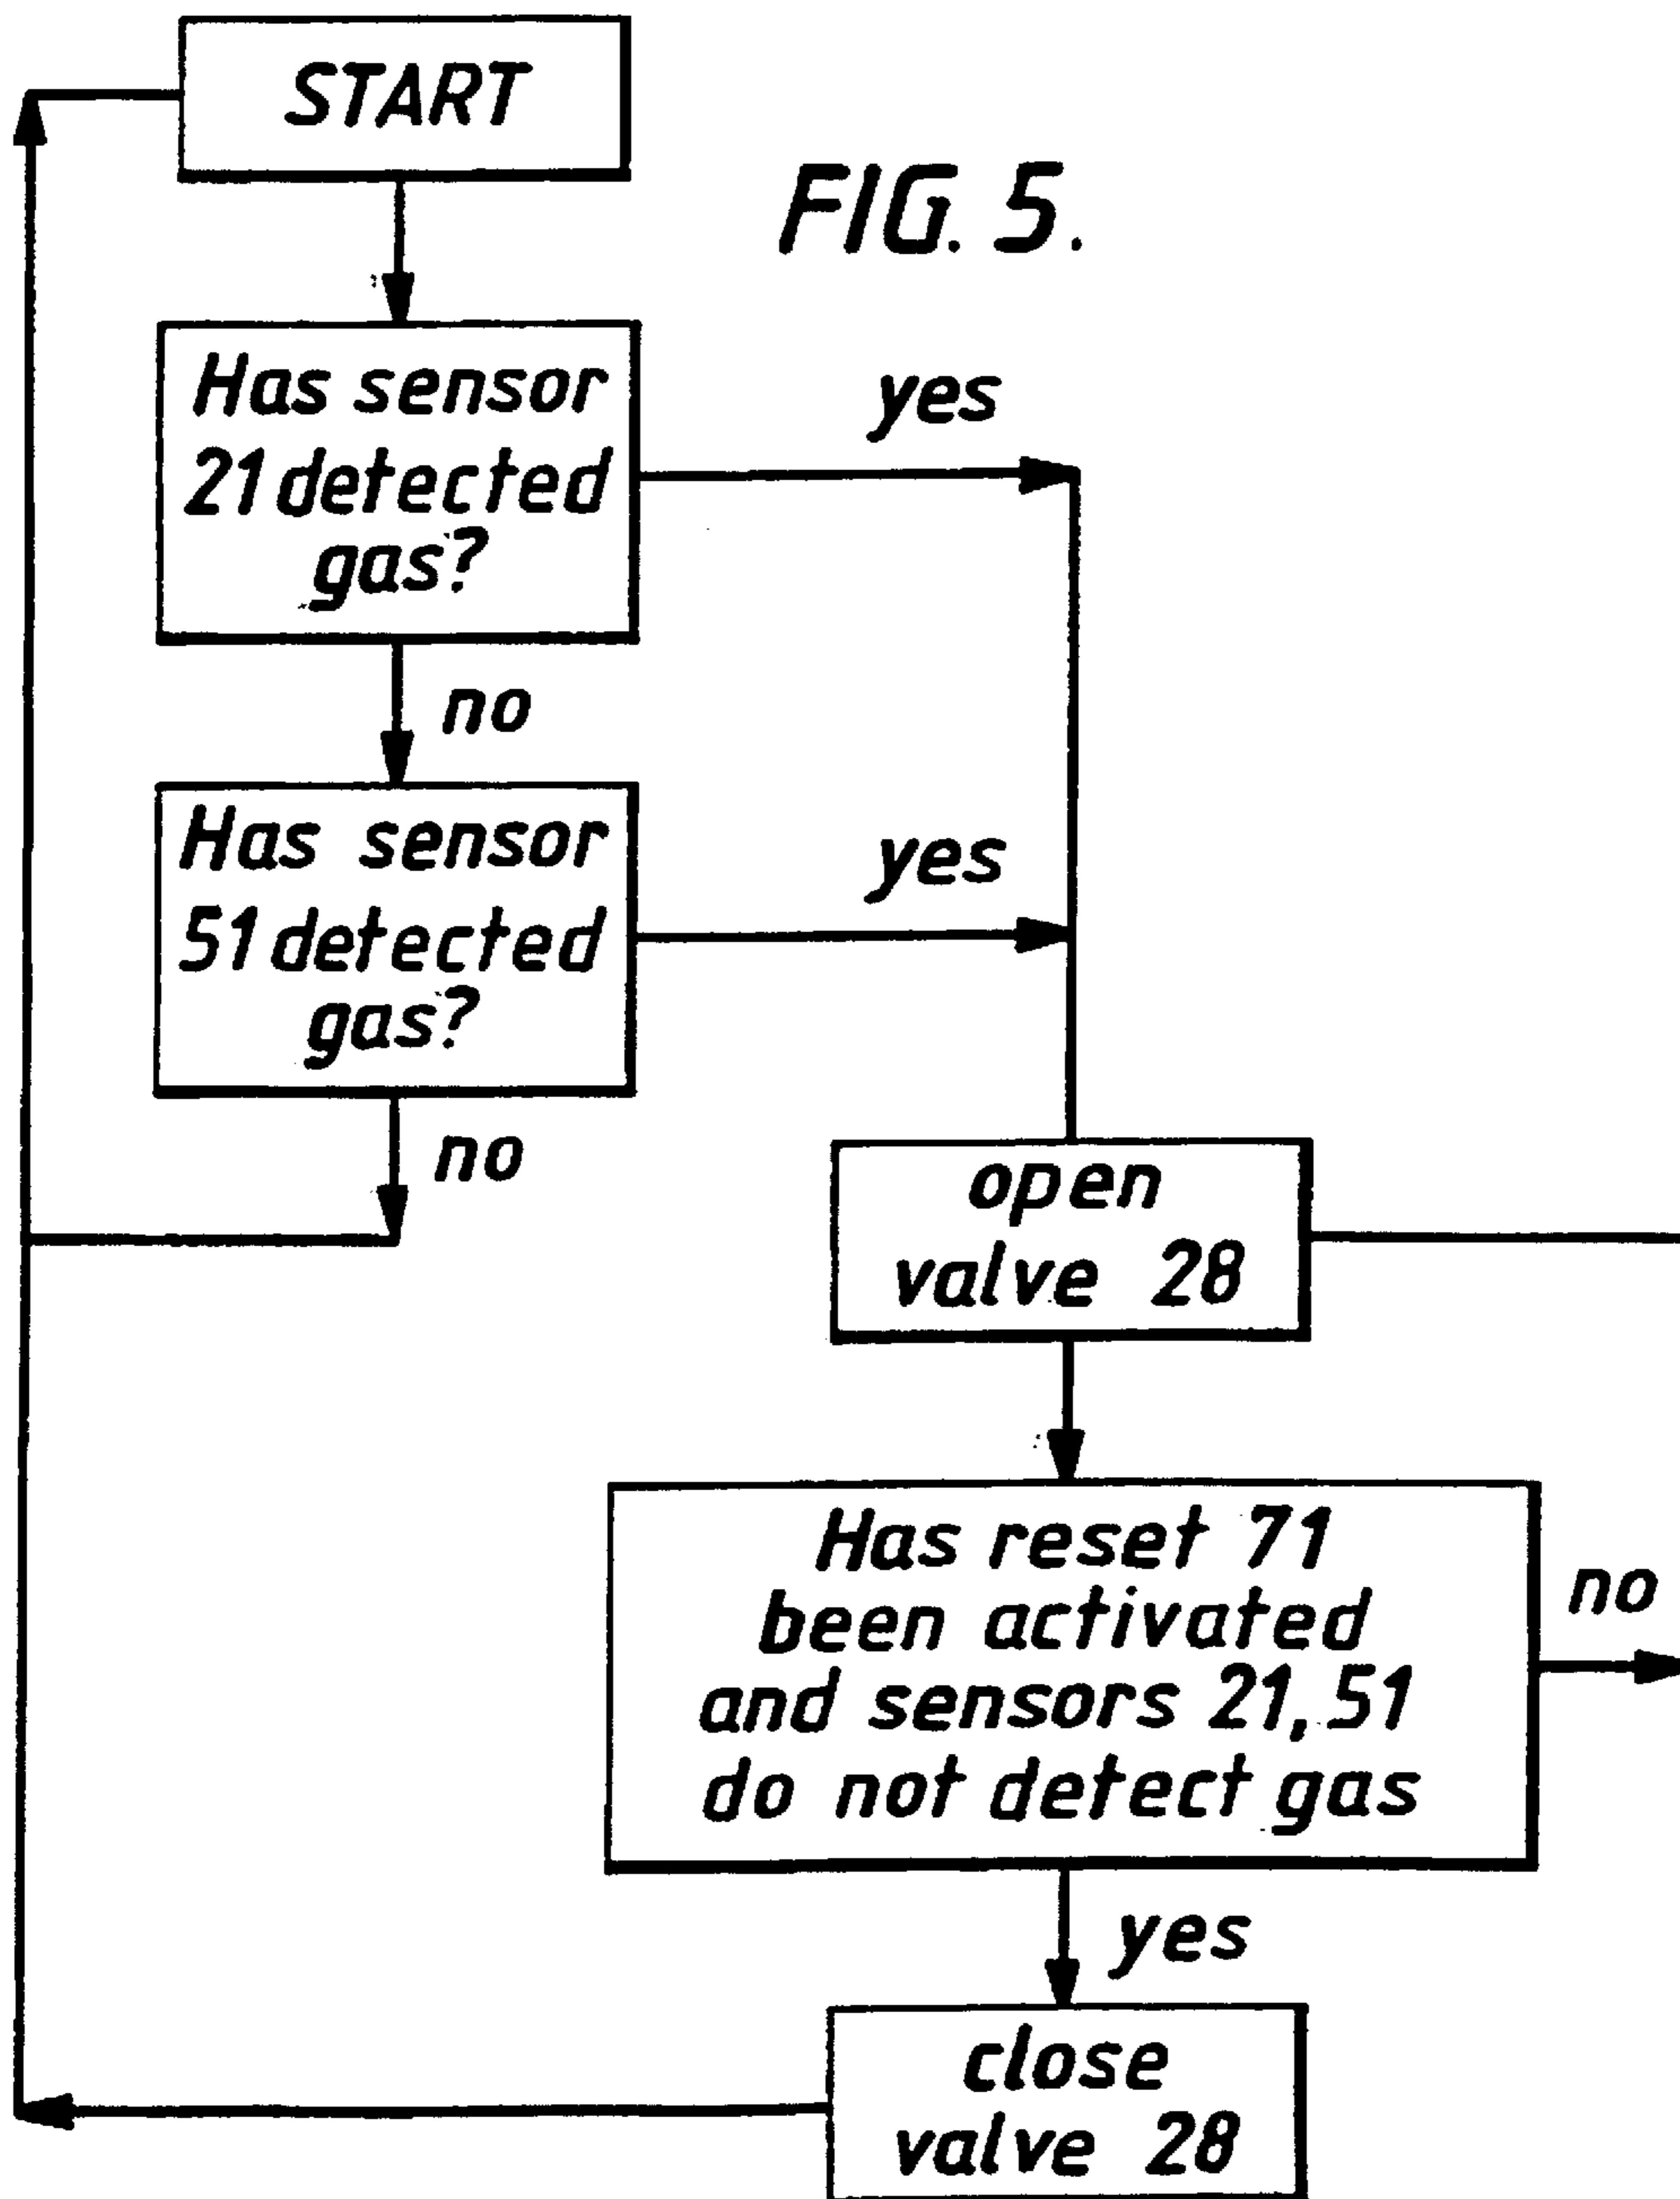 START
FIG. 5.
Has sensor
21 detected
gas?
yes
no
Has sensor
51 detected
gas?
yes
no
open
valve 28
Has reset 71
been activated
and sensors 21, 51
do not detect gas
no
yes
close
valve 28